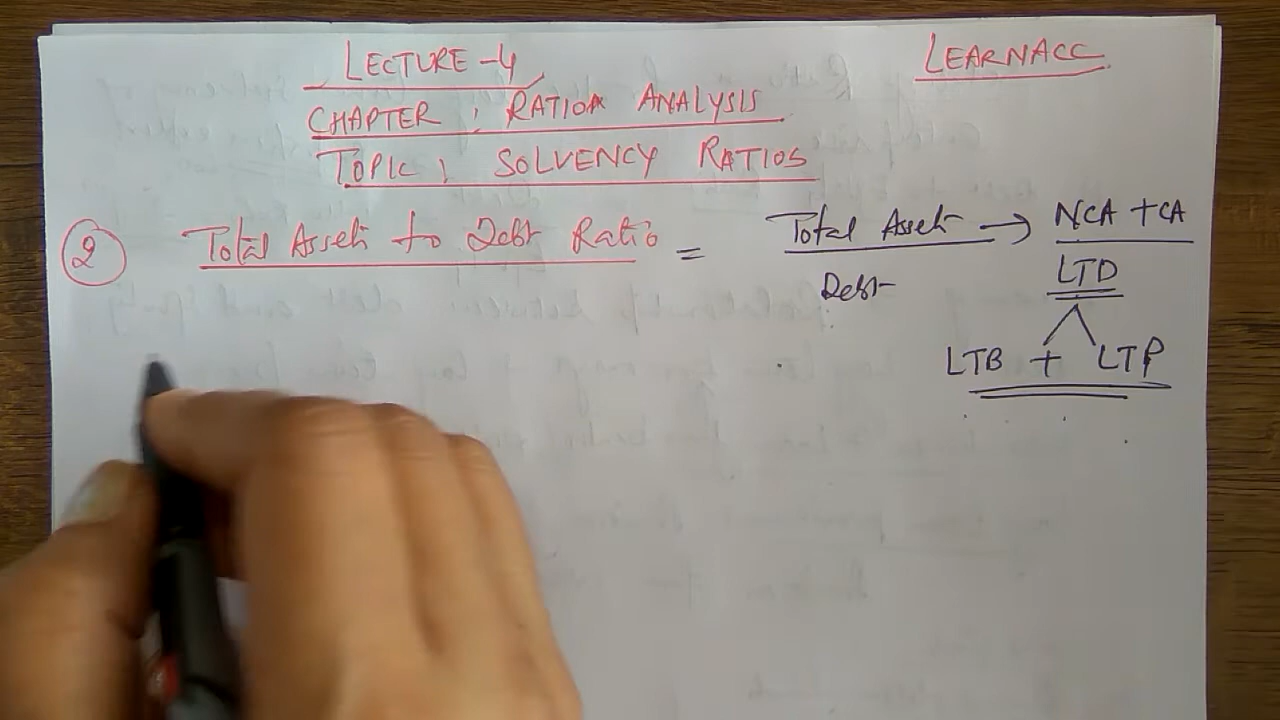 LECTURE -4
LEARNACC
CHAPTER : RATIO ANALYSIS
TOPIC : SOLVENCY RATIOS
② Total Assets to Debt Ratio = Total Assets → NCA + CA
Debt LTD
LTB + LTP